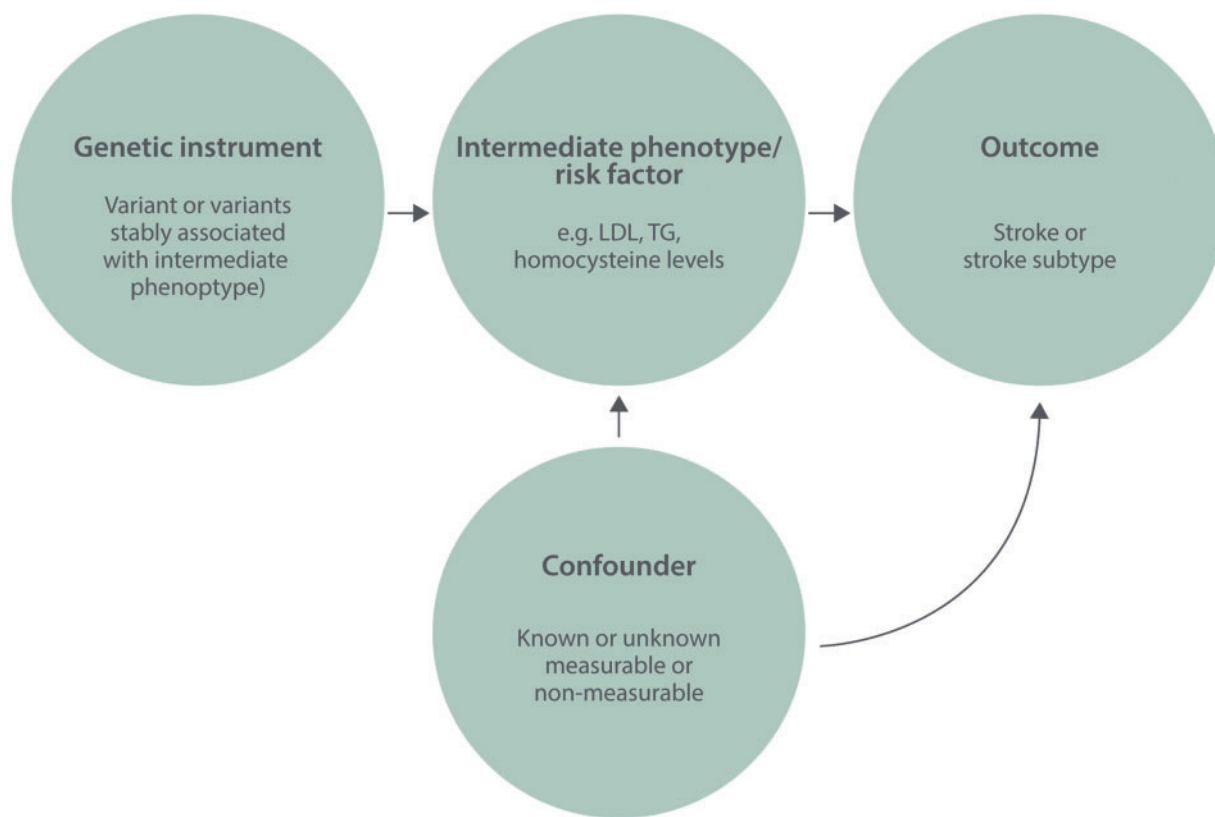 Genetic instrument
Variant or variants
stably associated
with intermediate
phenoptype)
Intermediate phenotype/
risk factor
e.g. LDL, TG,
homocysteine levels
Outcome
Stroke or
stroke subtype
Confounder
Known or unknown
measurable or
non-measurable